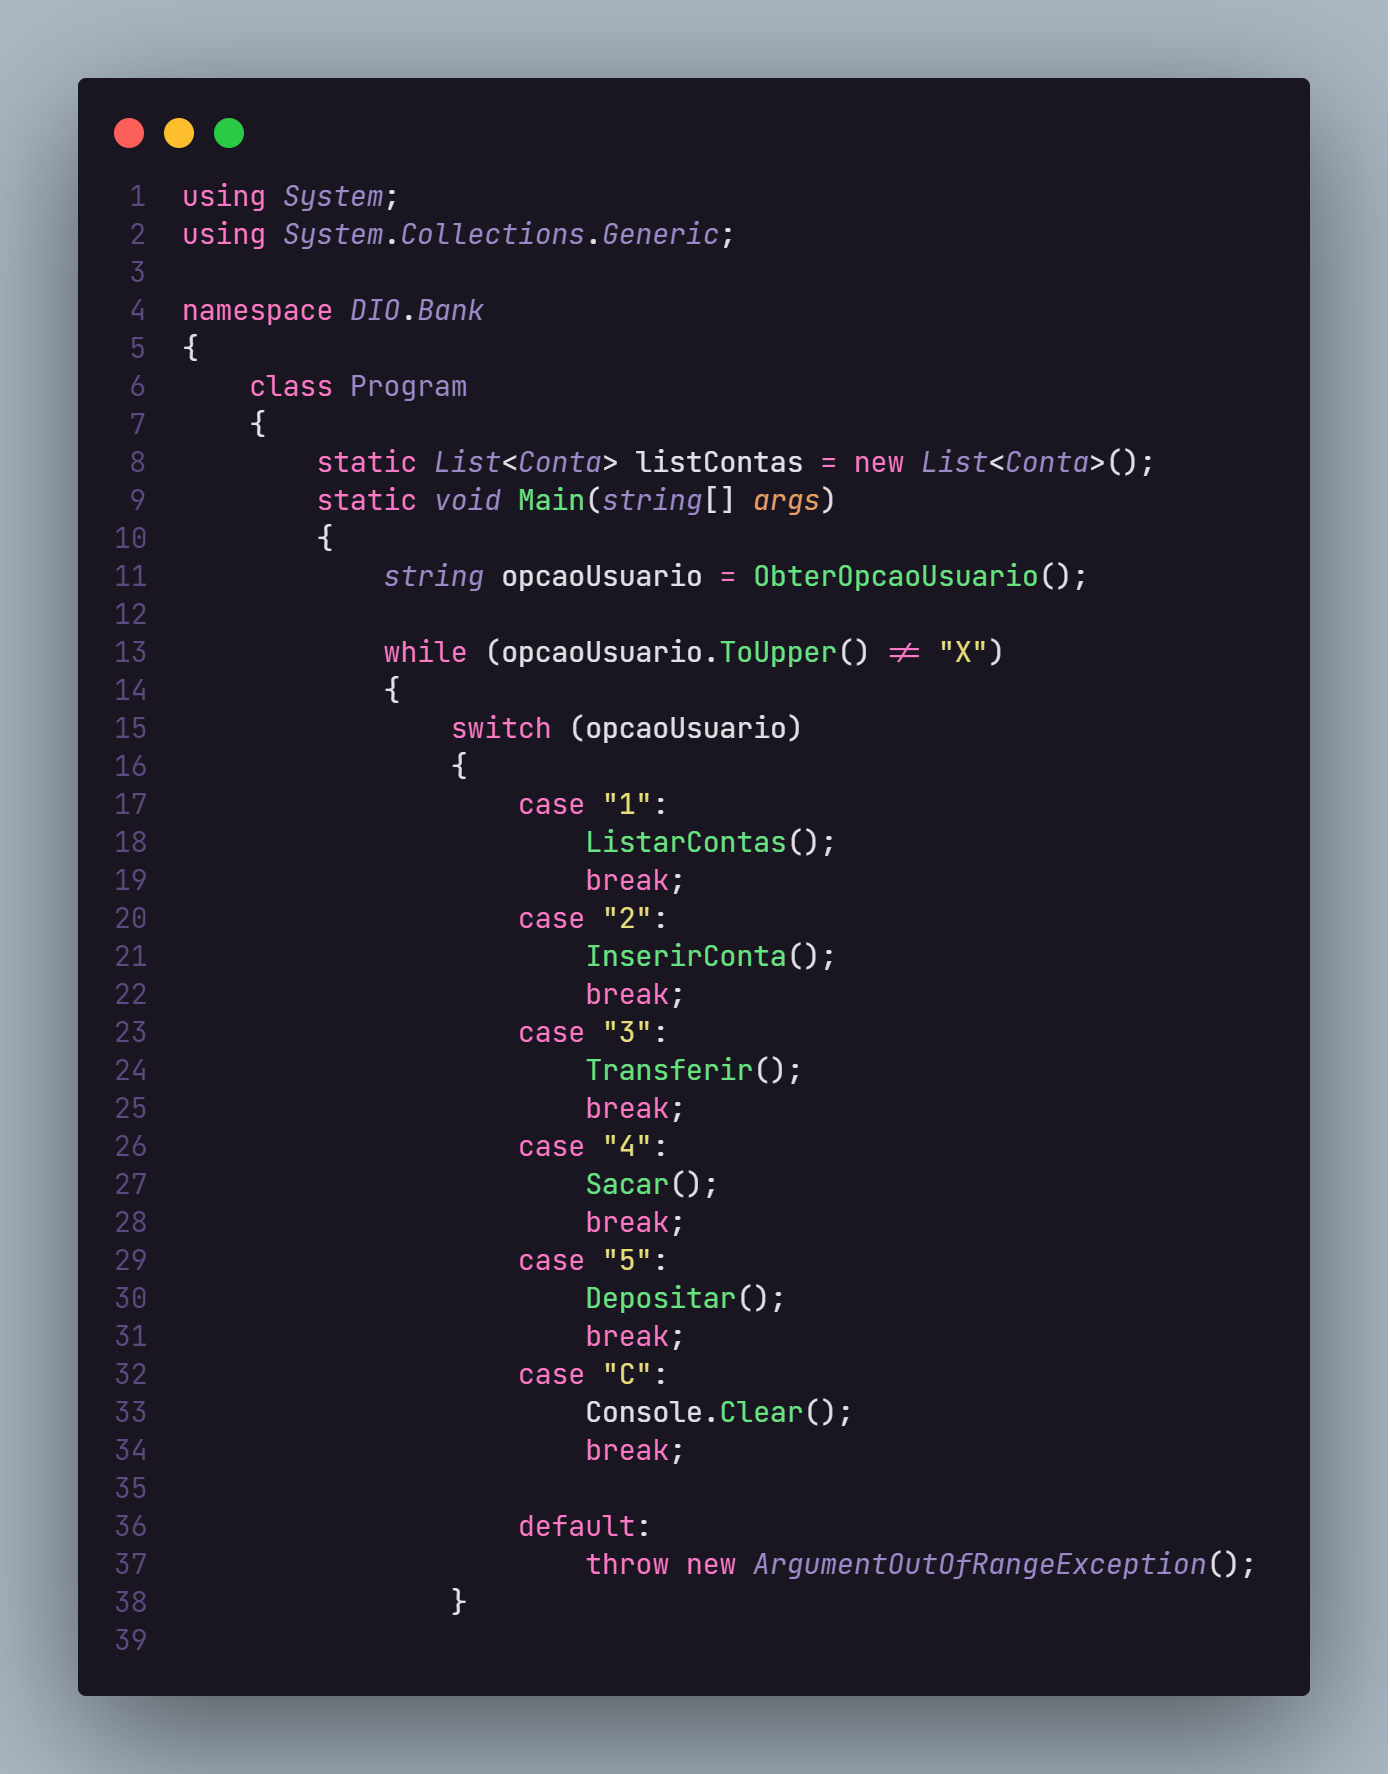 1 using System;
2 using System.Collections.Generic;
3
4 namespace DIO.Bank
5 {
6     class Program
7     {
8         static List<Conta> listContas = new List<Conta>();
9         static void Main(string[] args)
10         {
11             string opcaoUsuario = ObterOpcaoUsuario();
12
13             while (opcaoUsuario.ToUpper() != "X")
14             {
15                 switch (opcaoUsuario)
16                 {
17                     case "1":
18                         ListarContas();
19                         break;
20                     case "2":
21                         InserirConta();
22                         break;
23                     case "3":
24                         Transferir();
25                         break;
26                     case "4":
27                         Sacar();
28                         break;
29                     case "5":
30                         Depositar();
31                         break;
32                     case "C":
33                         Console.Clear();
34                         break;
35
36                     default:
37                         throw new ArgumentOutOfRangeException();
38                 }
39